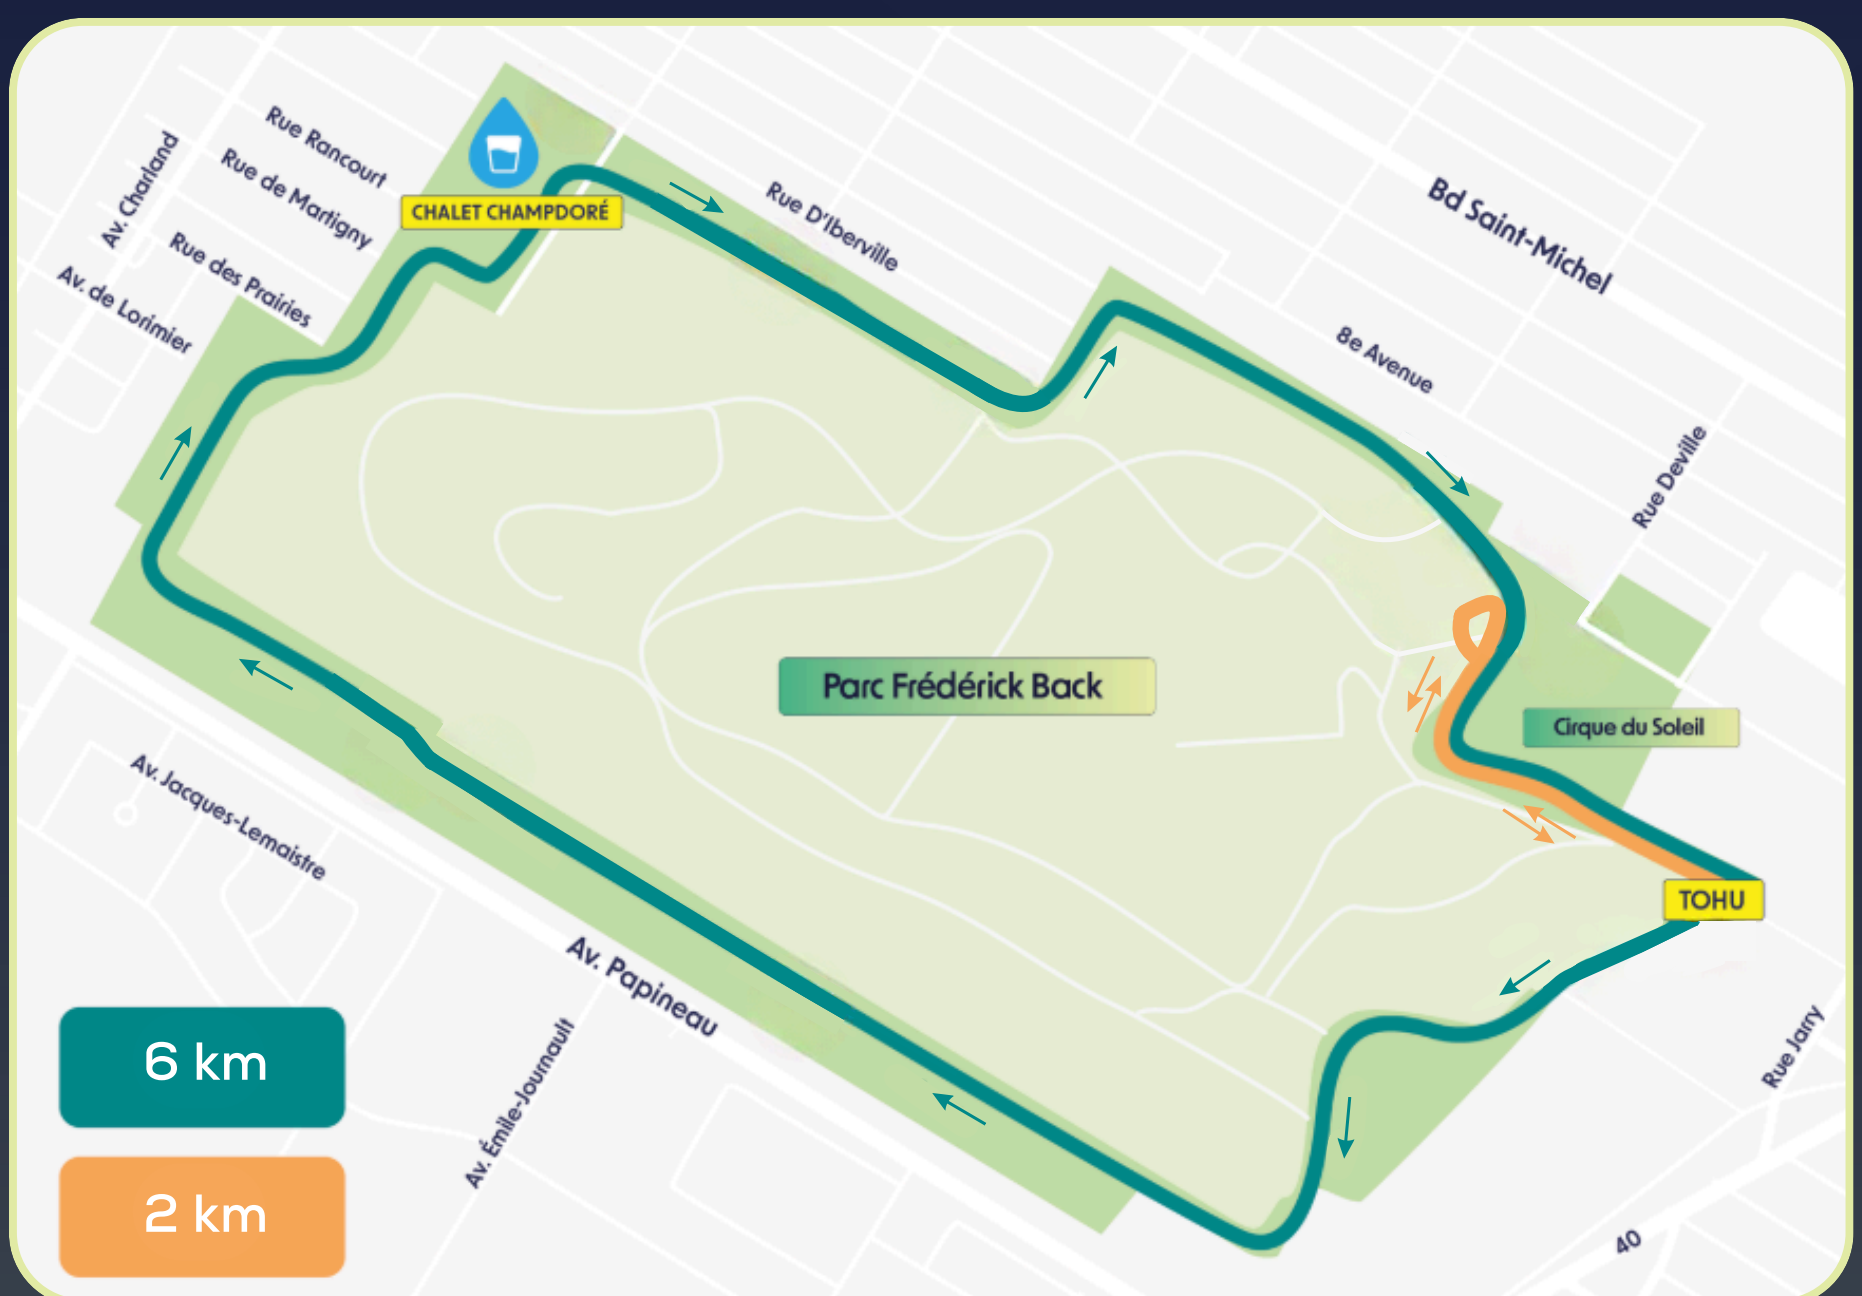 Rue Rancourt
Av. Charland
Rue de Martigny
CHALET CHAMPDORÉ
Rue D'Iberville
Bd Saint-Michel
Rue des Prairies
Av. de Lorimier
8e Avenue
Rue Deville
Parc Frédérick Back
Cirque du Soleil
Av. Jacques-Lemaistre
TOHU
Av. Papineau
Av. Émile-Journault
Rue Jarry
40
6 km
2 km